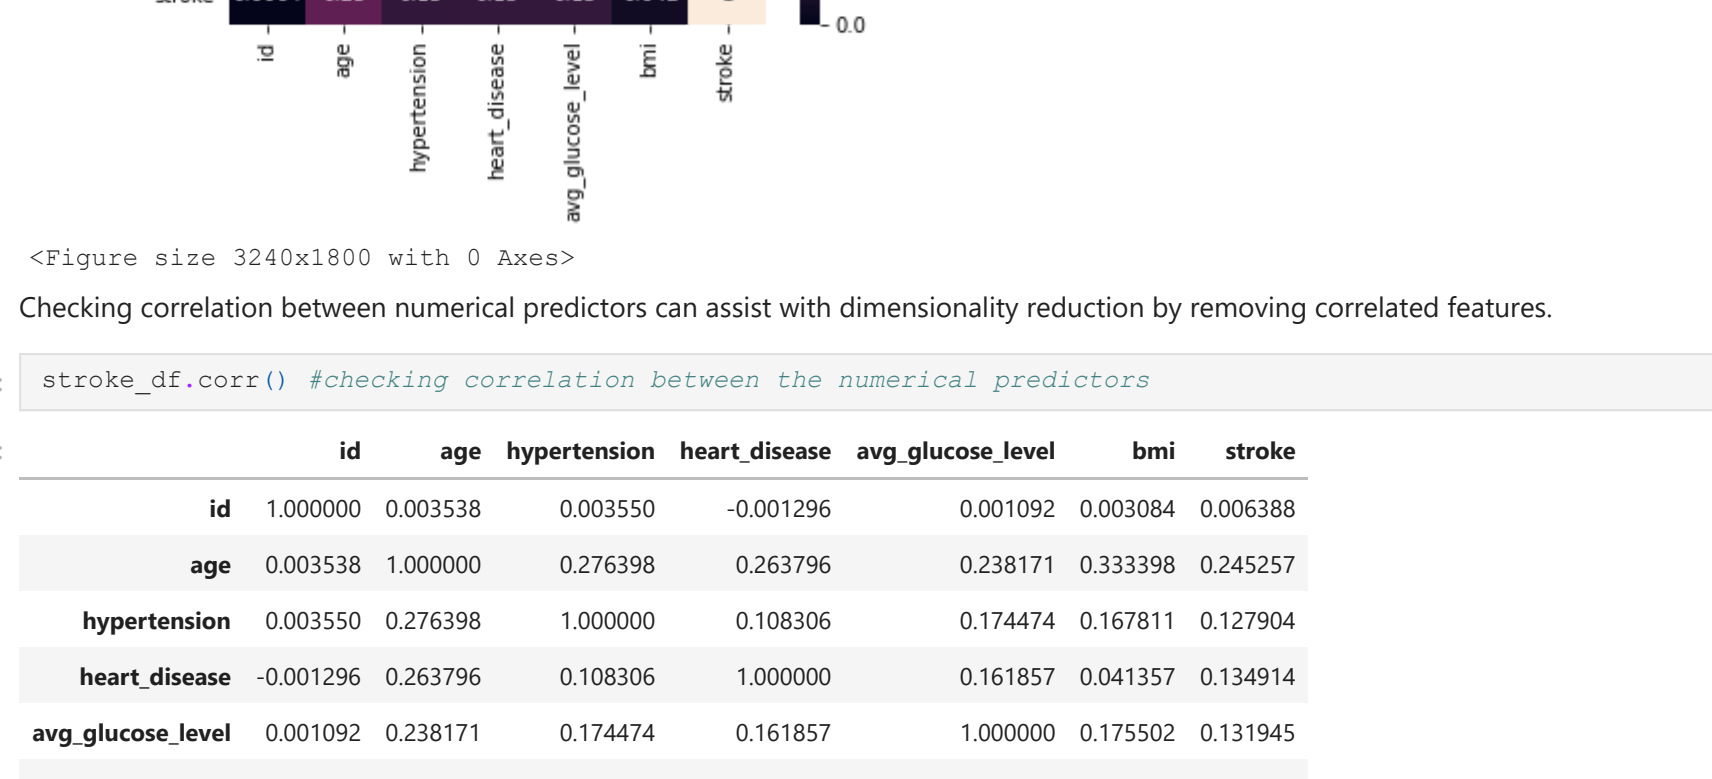 0.0
id age hypertension heart_disease avg_glucose_level bmi stroke
<Figure size 3240x1800 with 0 Axes>
Checking correlation between numerical predictors can assist with dimensionality reduction by removing correlated features.
stroke_df.corr() #checking correlation between the numerical predictors
id age hypertension heart_disease avg_glucose_level bmi stroke
id 1.000000 0.003538 0.003550 -0.001296 0.001092 0.003084 0.006388
age 0.003538 1.000000 0.276398 0.263796 0.238171 0.333398 0.245257
hypertension 0.003550 0.276398 1.000000 0.108306 0.174474 0.167811 0.127904
heart_disease -0.001296 0.263796 0.108306 1.000000 0.161857 0.041357 0.134914
avg_glucose_level 0.001092 0.238171 0.174474 0.161857 1.000000 0.175502 0.131945